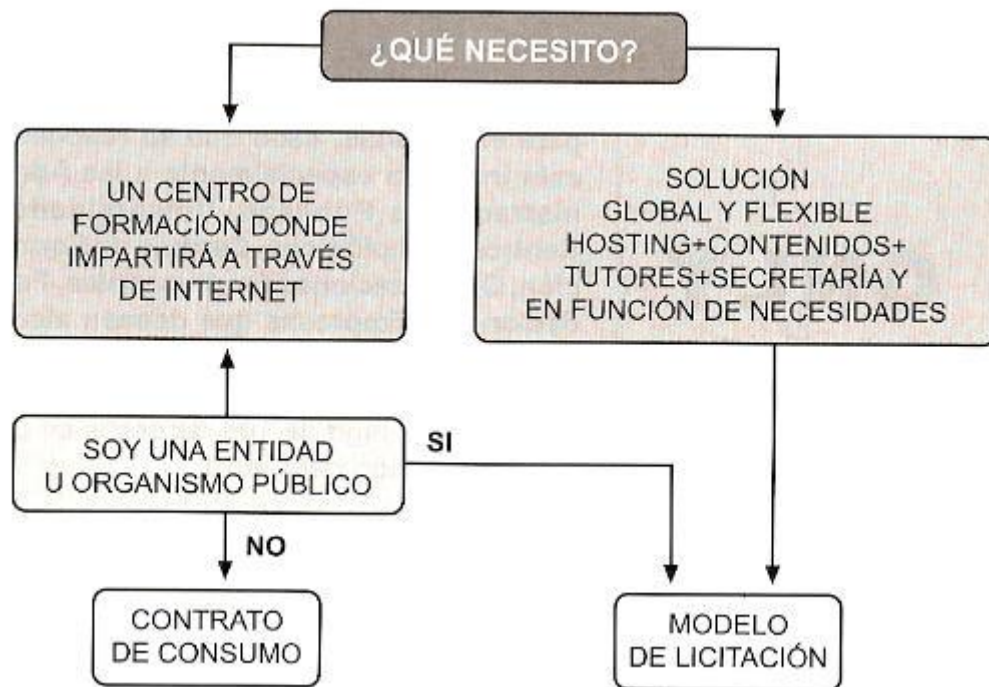 ¿QUÉ NECESITO?
UN CENTRO DE
FORMACIÓN DONDE
IMPARTIRÁ A TRAVÉS
DE INTERNET
SOLUCIÓN
GLOBAL Y FLEXIBLE
HOSTING+CONTENIDOS+
TUTORES+SECRETARÍA Y
EN FUNCIÓN DE NECESIDADES
SOY UNA ENTIDAD
U ORGANISMO PÚBLICO
SI
NO
CONTRATO
DE CONSUMO
MODELO
DE LICITACIÓN